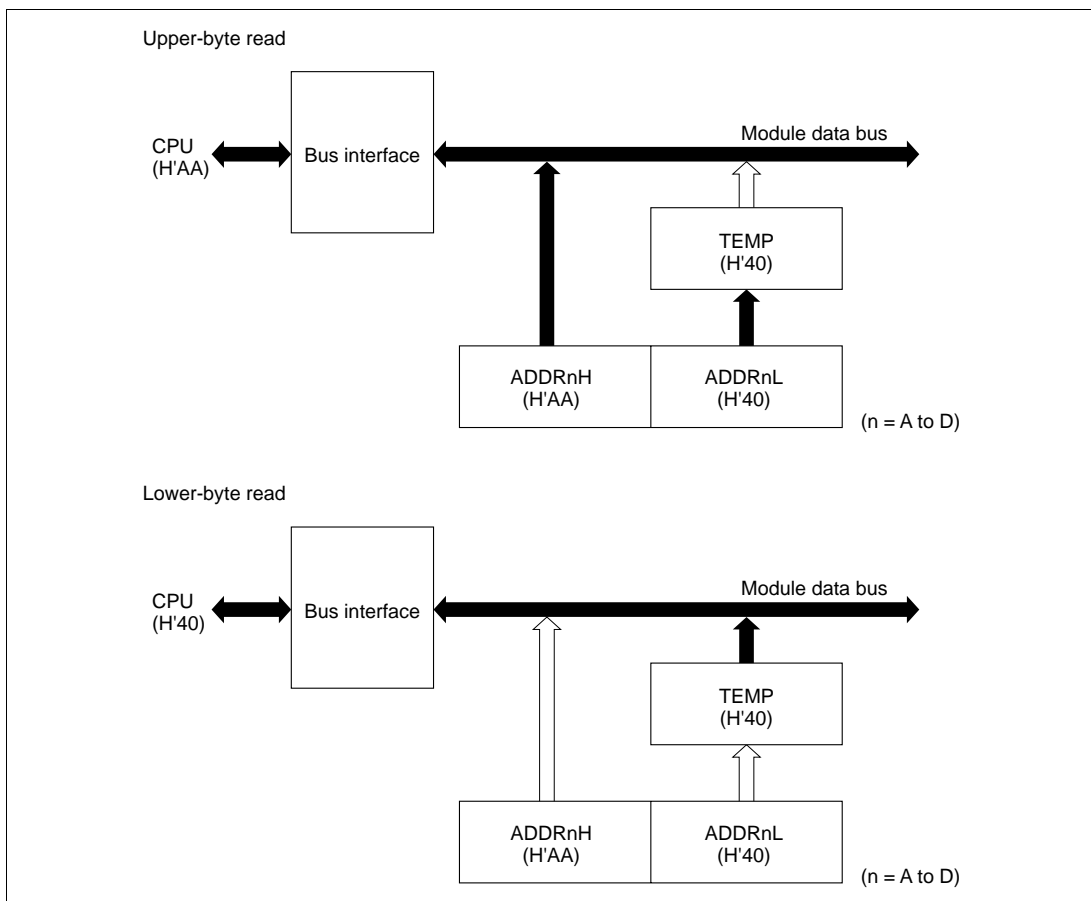 Upper-byte read
Module data bus
CPU
(H'AA)
Bus interface
TEMP
(H'40)
ADDRnH
(H'AA)
ADDRnL
(H'40)
(n = A to D)
Lower-byte read
Module data bus
CPU
(H'40)
Bus interface
TEMP
(H'40)
ADDRnH
(H'AA)
ADDRnL
(H'40)
(n = A to D)